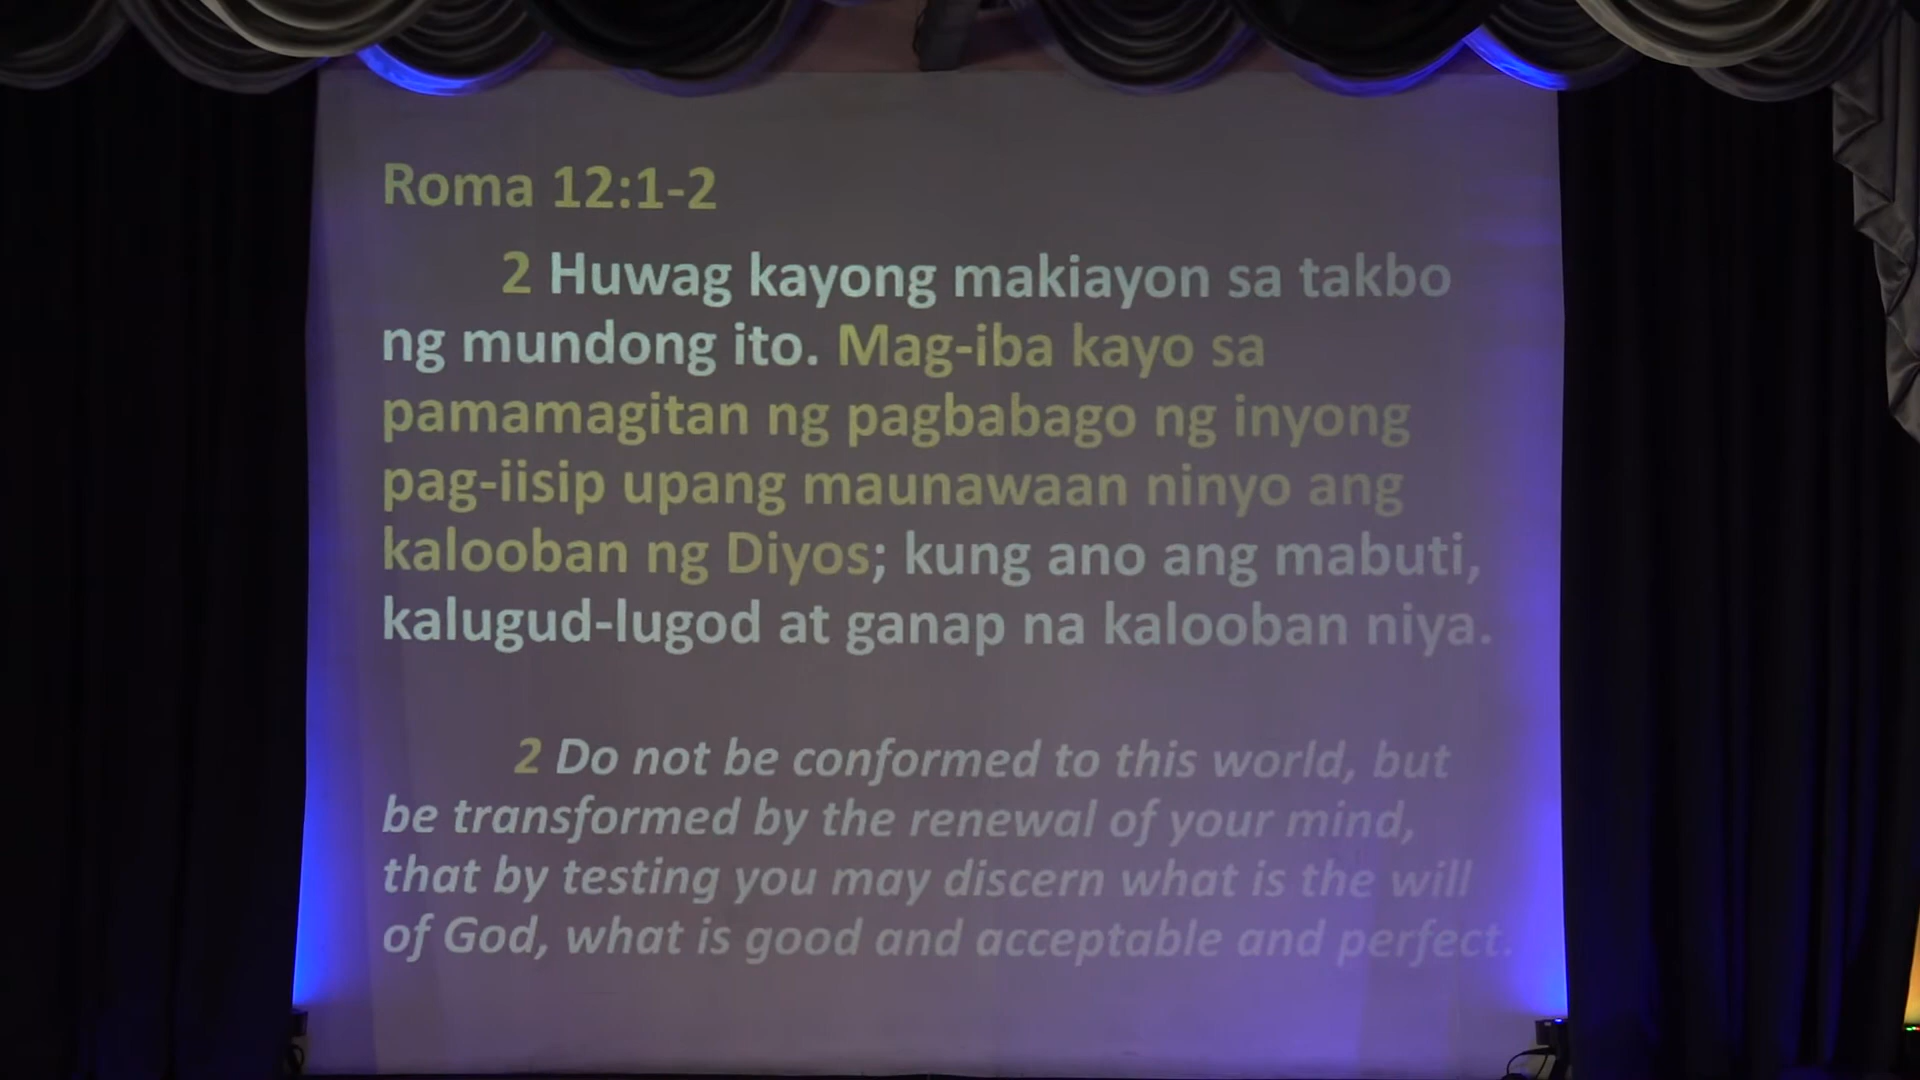 Roma 12:1-2
2 Huwag kayong makiayon sa takbo
ng mundong ito. Mag-iba kayo sa
pamamagitan ng pagbabago ng inyong
pag-iisip upang maunawaan ninyo ang
kalooban ng Diyos; kung ano ang mabuti,
kalugud-lugod at ganap na kalooban niya.
2 Do not be conformed to this world, but
be transformed by the renewal of your mind,
that by testing you may discern what is the will
of God, what is good and acceptable and perfect.